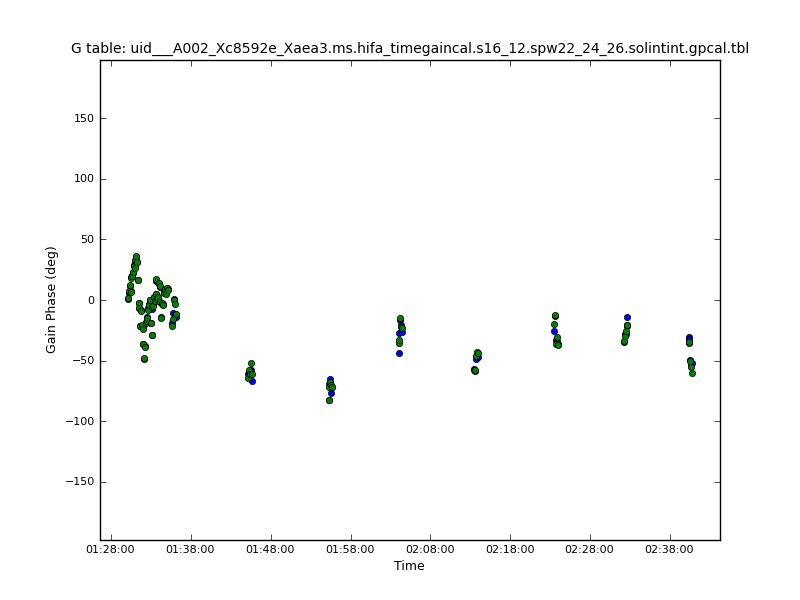 G table: uid___A002_Xc8592e_Xaea3.ms.hifa_timegaincal.s16_12.spw22_24_26.solintint.gpcal.tbl
150
100
50
0
−50
−100
−150
Gain Phase (deg)
01:28:00 01:38:00 01:48:00 01:58:00 02:08:00 02:18:00 02:28:00 02:38:00
Time